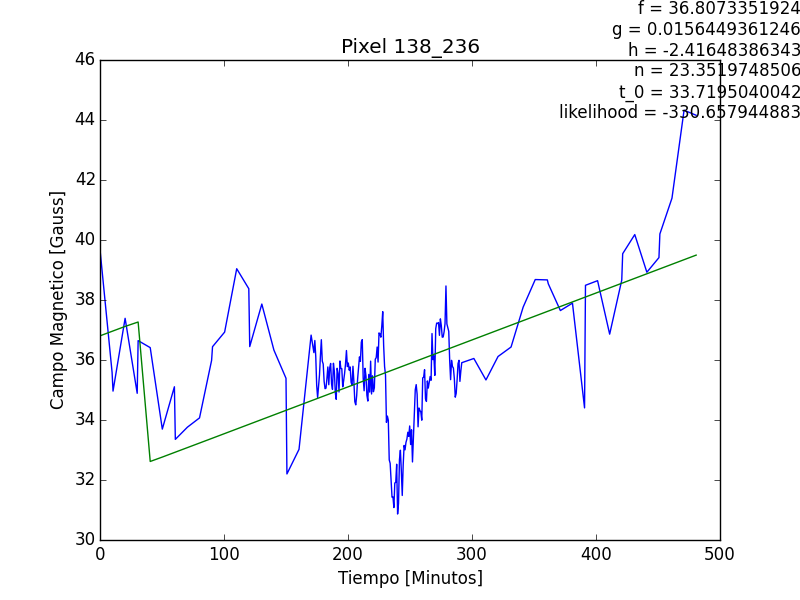 f = 36.8073351924
g = 0.0156449361246
Pixel 138_236
h = -2.41648386343
n = 23.3519748506
t_0 = 33.7195040042
likelihood = -330.657944883
46
44
42
40
38
36
34
32
30
Campo Magnetico [Gauss]
0 100 200 300 400 500
Tiempo [Minutos]